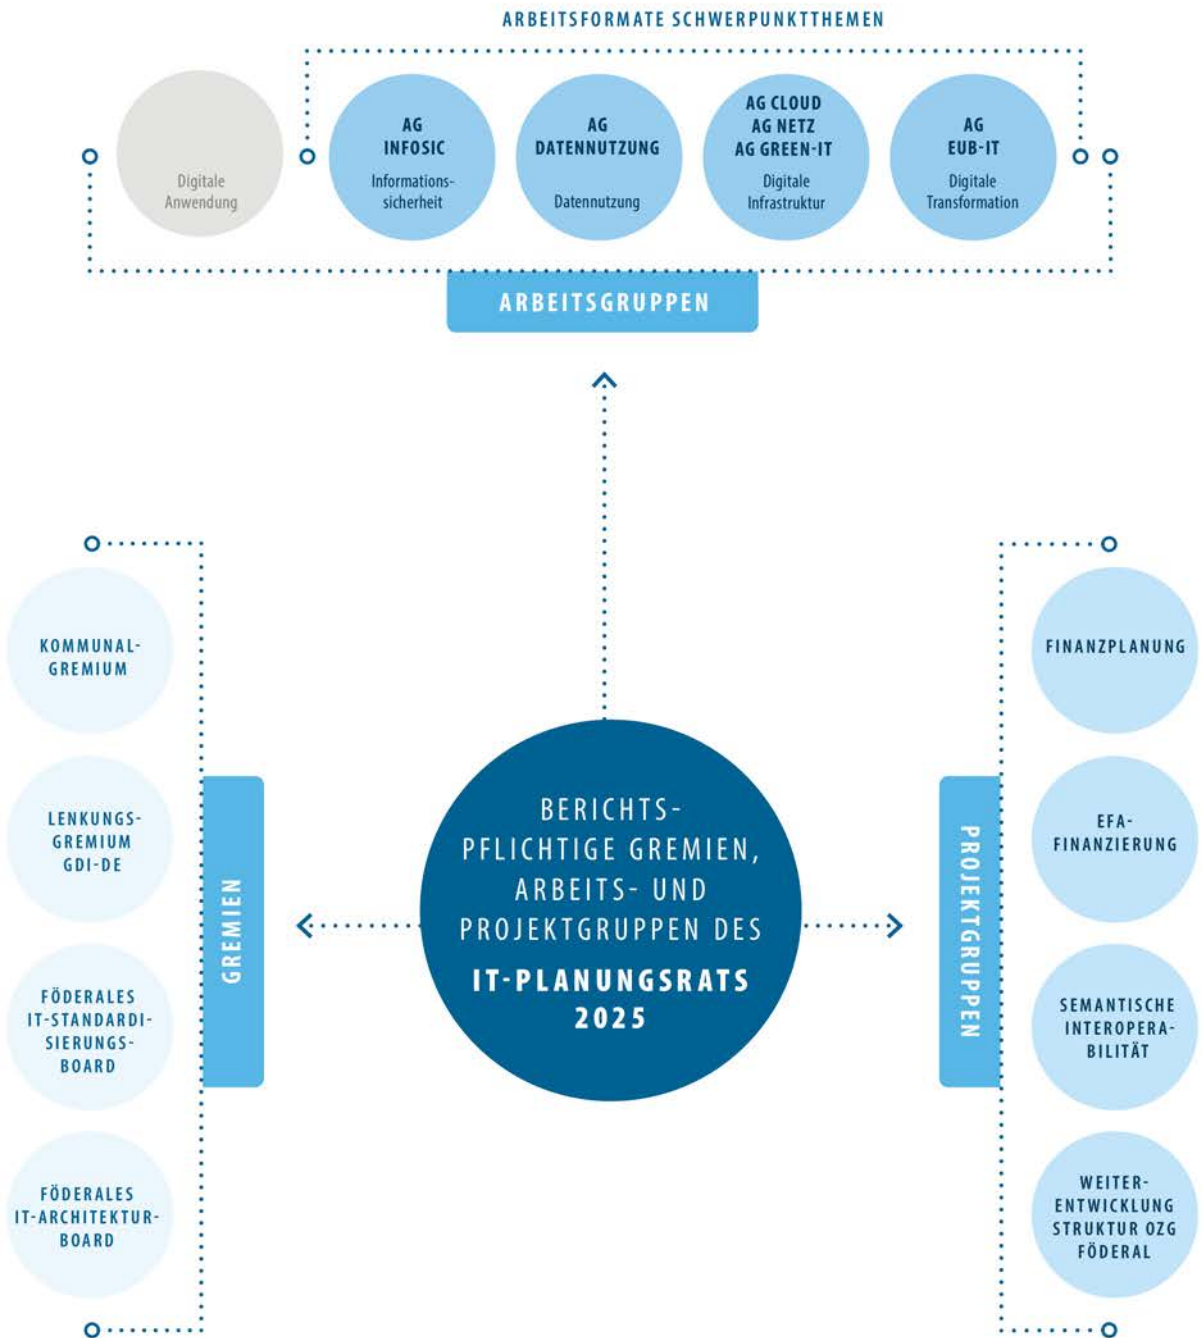 ARBEITSFORMATE SCHWERPUNKTTHEMEN
Digitale
Anwendung
AG
INFOSIC
Informations-
sicherheit
AG
DATENNUTZUNG
Datennutzung
AG CLOUD
AG NETZ
AG GREEN-IT
Digitale
Infrastruktur
AG
EUB-IT
Digitale
Transformation
ARBEITSGRUPPEN
KOMMUNAL-
GREMIUM
LENKUNGS-
GREMIUM
GDI-DE
FÖDERALES
IT-STANDARDI-
SIERUNGS-
BOARD
FÖDERALES
IT-ARCHITEKTUR-
BOARD
GREMIEN
BERICHTS-
PFLICHTIGE GREMIEN,
ARBEITS- UND
PROJEKTGRUPPEN DES
IT-PLANUNGSRATS
2025
PROJEKTGRUPPEN
FINANZPLANUNG
EFA-
FINANZIERUNG
SEMANTISCHE
INTEROPERA-
BILITÄT
WEITER-
ENTWICKLUNG
STRUKTUR OZG
FÖDERAL